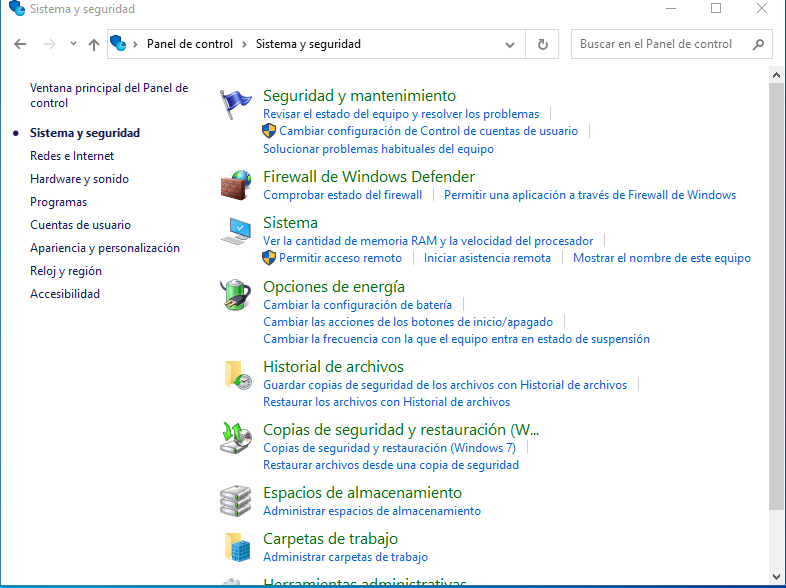 Sistema y seguridad
Panel de control > Sistema y seguridad
Buscar en el Panel de control
Ventana principal del Panel de
control
Sistema y seguridad
Redes e Internet
Hardware y sonido
Programas
Cuentas de usuario
Apariencia y personalización
Reloj y región
Accesibilidad
Seguridad y mantenimiento
Revisar el estado del equipo y resolver los problemas
Cambiar configuración de Control de cuentas de usuario
Solucionar problemas habituales del equipo
Firewall de Windows Defender
Comprobar estado del firewall | Permitir una aplicación a través de Firewall de Windows
Sistema
Ver la cantidad de memoria RAM y la velocidad del procesador
Permitir acceso remoto | Iniciar asistencia remota | Mostrar el nombre de este equipo
Opciones de energía
Cambiar la configuración de batería
Cambiar las acciones de los botones de inicio/apagado
Cambiar la frecuencia con la que el equipo entra en estado de suspensión
Historial de archivos
Guardar copias de seguridad de los archivos con Historial de archivos
Restaurar los archivos con Historial de archivos
Copias de seguridad y restauración (W...
Copias de seguridad y restauración (Windows 7)
Restaurar archivos desde una copia de seguridad
Espacios de almacenamiento
Administrar espacios de almacenamiento
Carpetas de trabajo
Administrar carpetas de trabajo
Herramientas administrativas